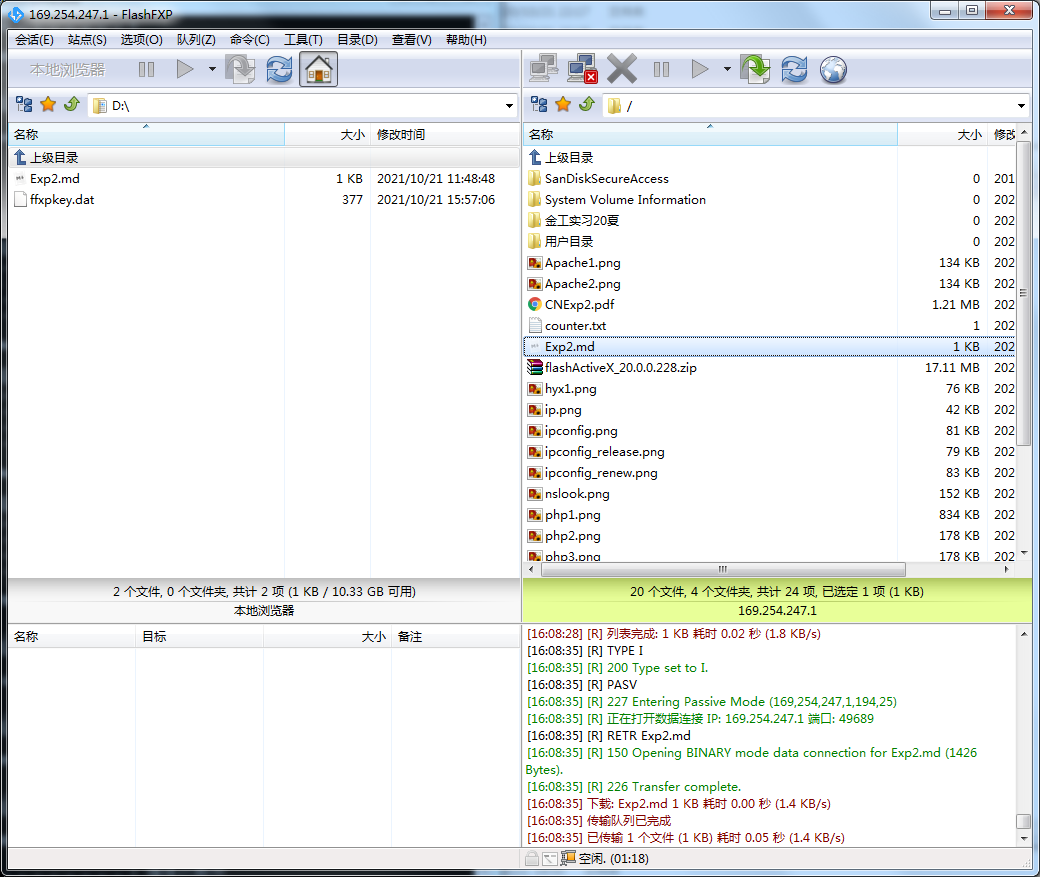 169.254.247.1 - FlashFXP
会话(E) 站点(S) 选项(O) 队列(Z) 命令(C) 工具(T) 目录(D) 查看(V) 帮助(H)
本地浏览器
D:\
名称 大小 修改时间
上级目录
Exp2.md 1 KB 2021/10/21 11:48:48
ffxpkey.dat 377 2021/10/21 15:57:06
2 个文件, 0 个文件夹, 共计 2 项 (1 KB / 10.33 GB 可用)
本地浏览器
/
名称 大小 修改
上级目录
SanDiskSecureAccess 0 201
System Volume Information 0 202
金工实习20夏 0 202
用户目录 0 202
Apache1.png 134 KB 202
Apache2.png 134 KB 202
CNExp2.pdf 1.21 MB 202
counter.txt 1 202
Exp2.md 1 KB 202
flashActiveX_20.0.0.228.zip 17.11 MB 202
hyx1.png 76 KB 202
ip.png 42 KB 202
ipconfig.png 81 KB 202
ipconfig_release.png 79 KB 202
ipconfig_renew.png 83 KB 202
nslook.png 152 KB 202
php1.png 834 KB 202
php2.png 178 KB 202
php3.png 178 KB 202
20 个文件, 4 个文件夹, 共计 24 项, 已选定 1 项 (1 KB)
169.254.247.1
名称 目标 大小 备注
[16:08:28] [R] 列表完成: 1 KB 耗时 0.02 秒 (1.8 KB/s)
[16:08:35] [R] TYPE I
[16:08:35] [R] 200 Type set to I.
[16:08:35] [R] PASV
[16:08:35] [R] 227 Entering Passive Mode (169,254,247,1,194,25)
[16:08:35] [R] 正在打开数据连接 IP: 169.254.247.1 端口: 49689
[16:08:35] [R] RETR Exp2.md
[16:08:35] [R] 150 Opening BINARY mode data connection for Exp2.md (1426
Bytes).
[16:08:35] [R] 226 Transfer complete.
[16:08:35] 下载: Exp2.md 1 KB 耗时 0.00 秒 (1.4 KB/s)
[16:08:35] 传输队列已完成
[16:08:35] 已传输 1 个文件 (1 KB) 耗时 0.05 秒 (1.4 KB/s)
空闲. (01:18)